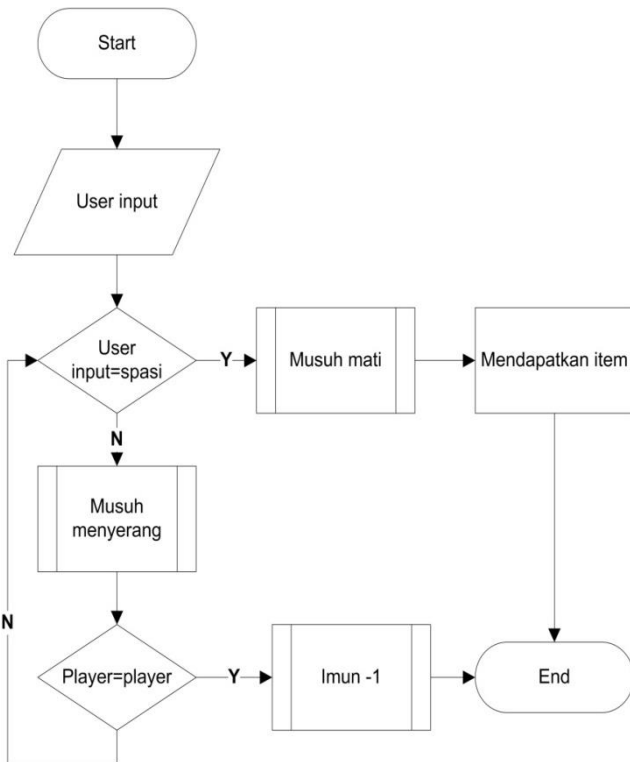 Start
User input
User
input=spasi
Y
Musuh mati
Mendapatkan item
N
Musuh
menyerang
N
Player=player
Y
Imun -1
End